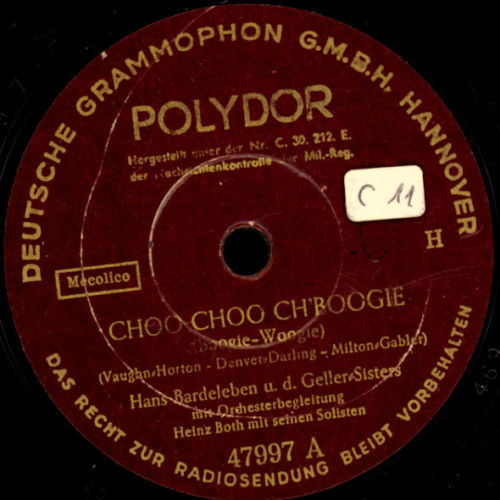 DEUTSCHE GRAMMOPHON G.M.B.H. HANNOVER
POLYDOR
Hergestellt unter der Nr. C. 30. 212. E.
der Nachrichtenkontrolle der Mil.-Reg.
C 11
H
Mecolico
CHOO CHOO CH'BOOGIE
(Boogie-Woogie)
(Vaughn Horton - Denver Darling - Milton Gabler)
Hans Bardeleben u. d. Geller-Sisters
mit Orchesterbegleitung
Heinz Both mit seinen Solisten
47997 A
DAS RECHT ZUR RADIOSENDUNG BLEIBT VORBEHALTEN